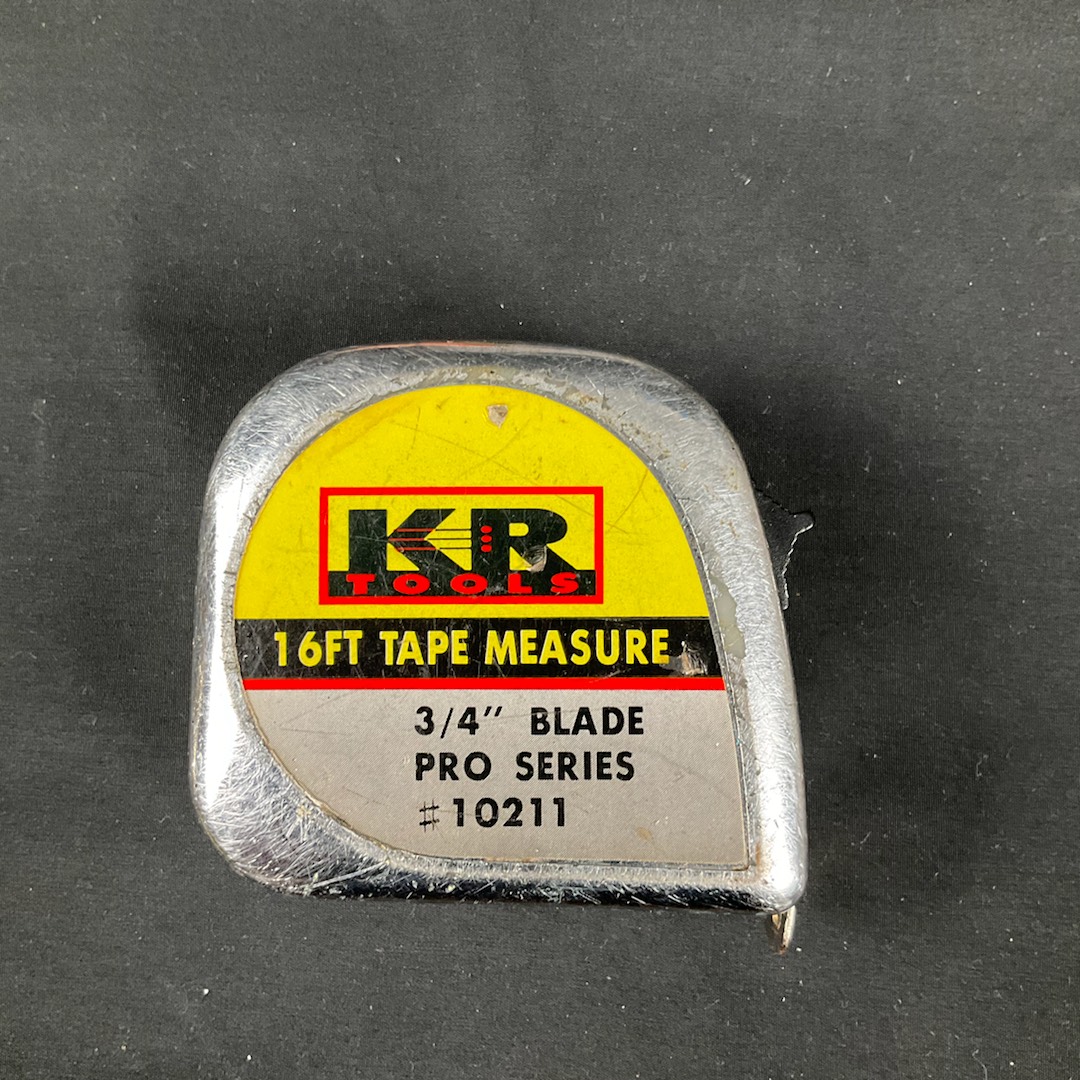 KR
TOOLS
16FT TAPE MEASURE
3/4" BLADE
PRO SERIES
#10211